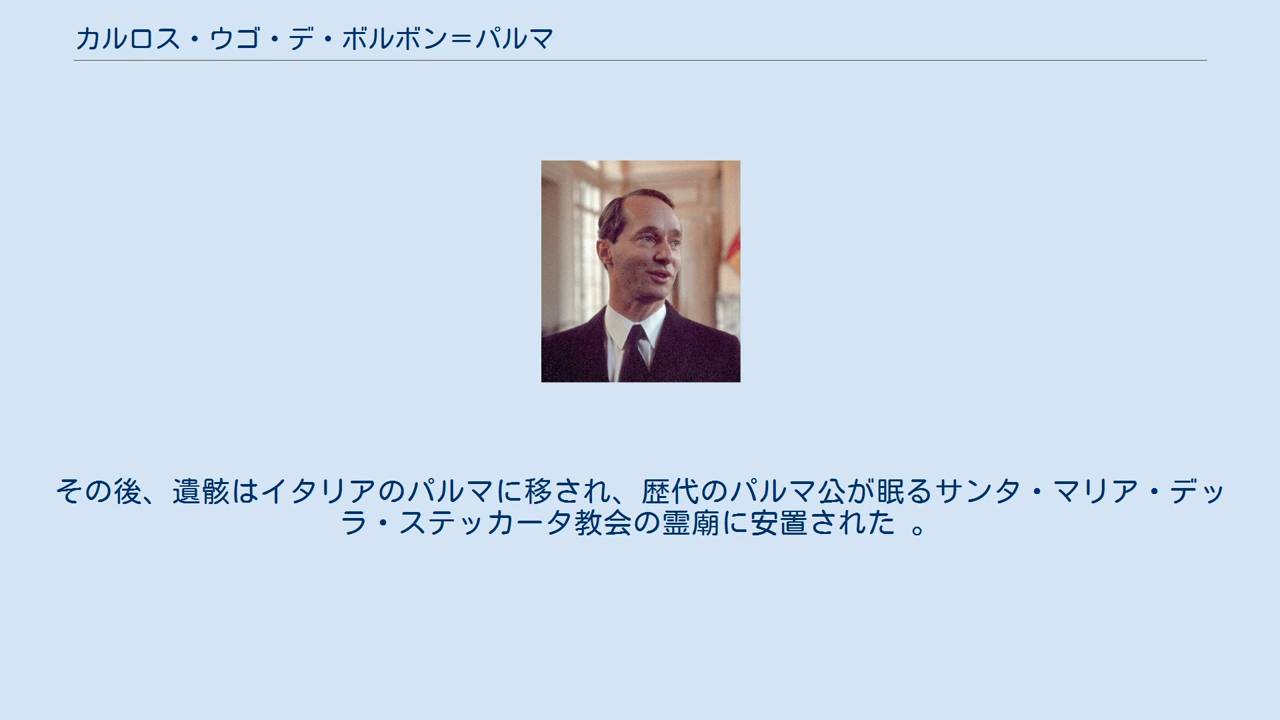 カルロス・ウゴ・デ・ボルボン＝パルマ
その後、遺骸はイタリアのパルマに移され、歴代のパルマ公が眠るサンタ・マリア・デッ
ラ・ステッカータ教会の霊廟に安置された 。